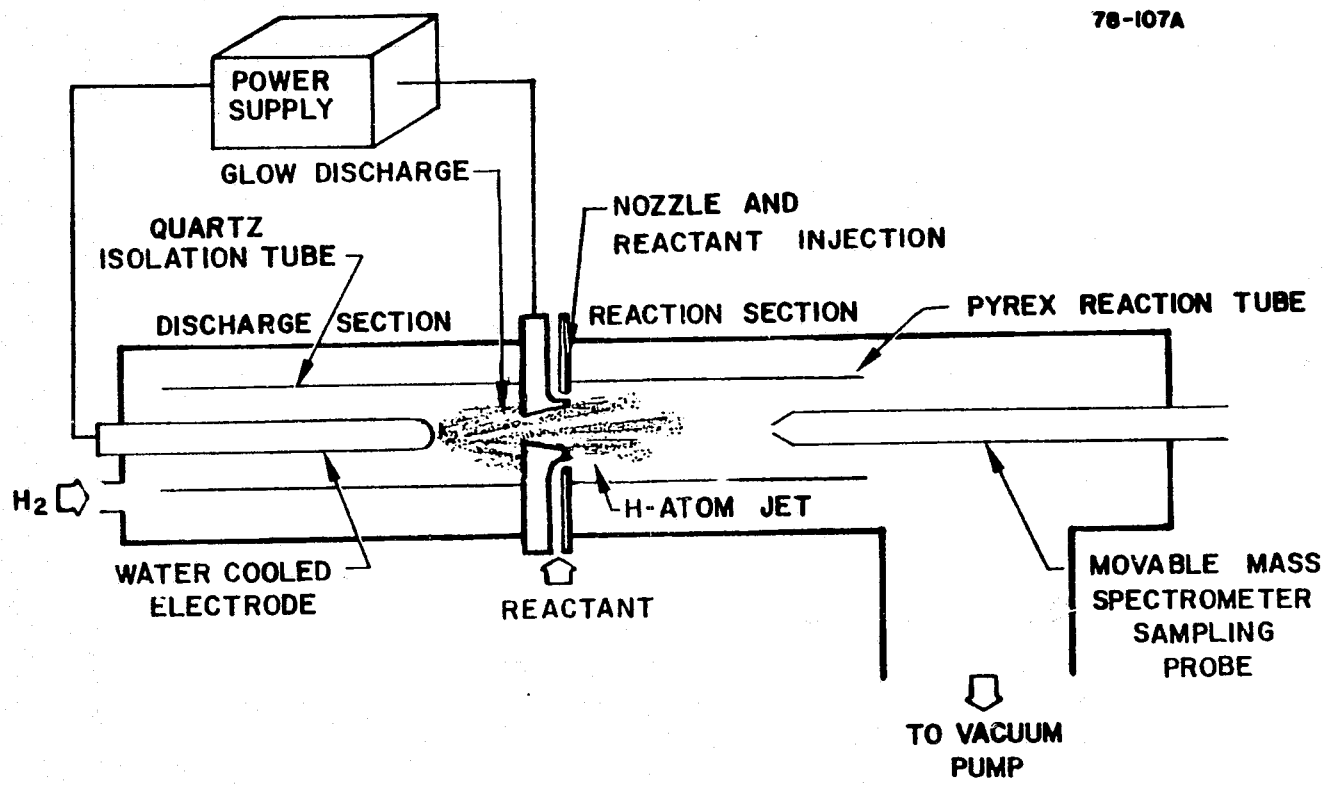 78-107A
POWER
SUPPLY
GLOW DISCHARGE
NOZZLE AND
REACTANT INJECTION
QUARTZ
ISOLATION TUBE
DISCHARGE SECTION
REACTION SECTION
PYREX REACTION TUBE
H2
H-ATOM JET
WATER COOLED
ELECTRODE
REACTANT
MOVABLE MASS
SPECTROMETER
SAMPLING
PROBE
TO VACUUM
PUMP